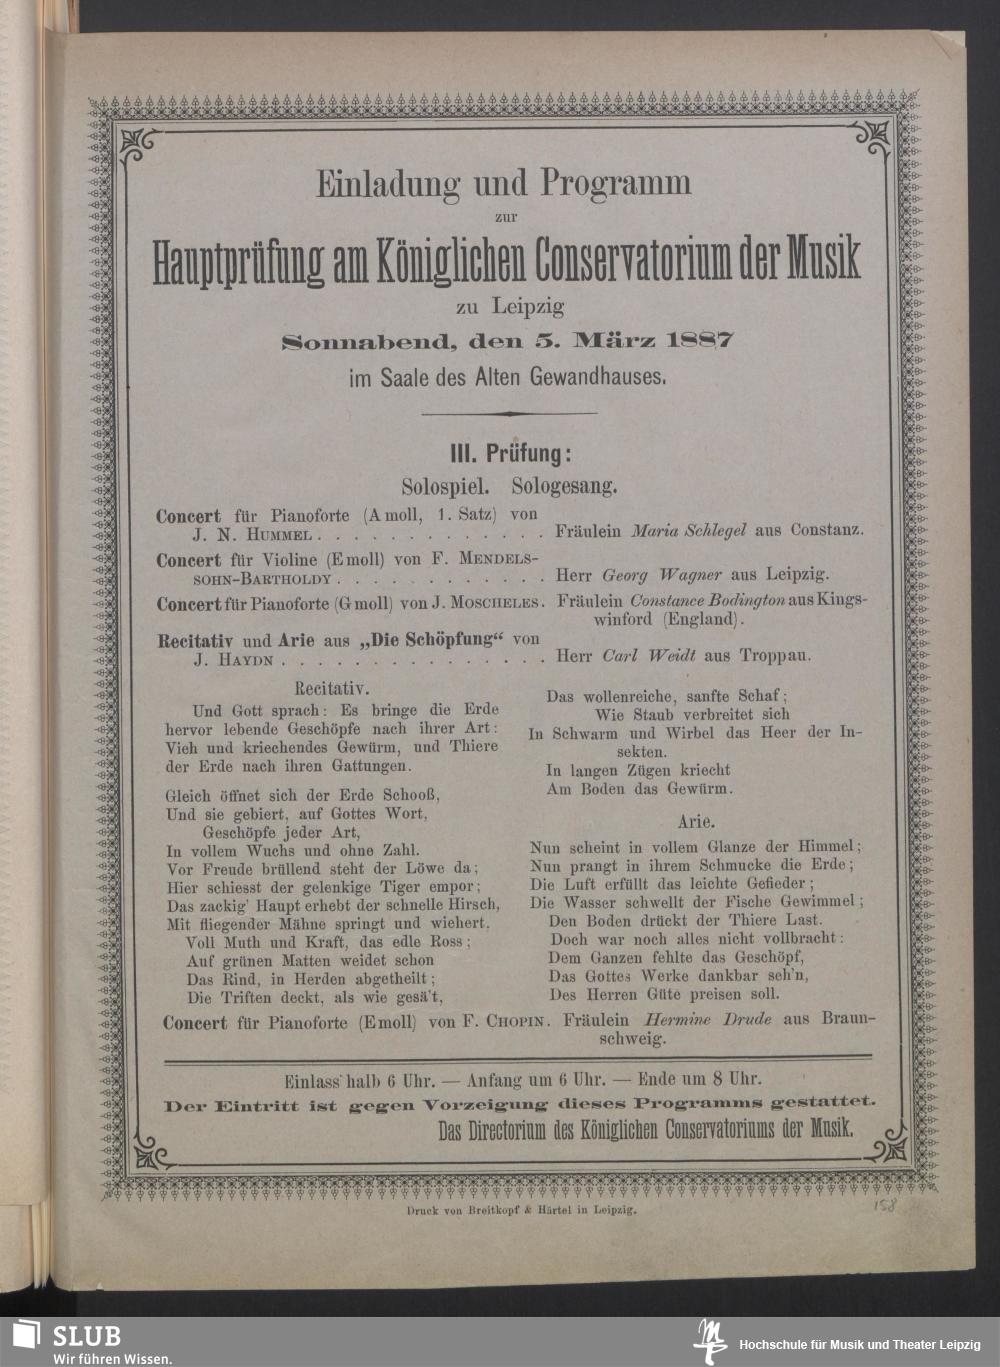 Einladung und Programm
zur
Hauptprüfung am Königlichen Conservatorium der Musik
zu Leipzig
Sonnabend, den 5. März 1887
im Saale des Alten Gewandhauses.
III. Prüfung:
Solospiel. Sologesang.
Concert für Pianoforte (A moll, 1. Satz) von
J. N. HUMMEL . . . . . . . . . . . . . Fräulein Maria Schlegel aus Constanz.
Concert für Violine (E moll) von F. MENDELS-
SOHN-BARTHOLDY . . . . . . . . . . . . Herr Georg Wagner aus Leipzig.
Concert für Pianoforte (G moll) von J. MOSCHELES. Fräulein Constance Bodington aus Kings-
winford (England).
Recitativ und Arie aus „Die Schöpfung“ von
J. HAYDN . . . . . . . . . . . . . . . Herr Carl Weidt aus Troppau.
Recitativ.
Und Gott sprach: Es bringe die Erde
hervor lebende Geschöpfe nach ihrer Art:
Vieh und kriechendes Gewürm, und Thiere
der Erde nach ihren Gattungen.
Gleich öffnet sich der Erde Schooß,
Und sie gebiert, auf Gottes Wort,
Geschöpfe jeder Art,
In vollem Wuchs und ohne Zahl.
Vor Freude brüllend steht der Löwe da;
Hier schiesst der gelenkige Tiger empor;
Das zackig' Haupt erhebt der schnelle Hirsch,
Mit fliegender Mähne springt und wiehert.
Voll Muth und Kraft, das edle Ross;
Auf grünen Matten weidet schon
Das Rind, in Herden abgetheilt;
Die Triften deckt, als wie gesä't,
Das wollenreiche, sanfte Schaf;
Wie Staub verbreitet sich
In Schwarm und Wirbel das Heer der In-
sekten.
In langen Zügen kriecht
Am Boden das Gewürm.
Arie.
Nun scheint in vollem Glanze der Himmel;
Nun prangt in ihrem Schmucke die Erde;
Die Luft erfüllt das leichte Gefieder;
Die Wasser schwellt der Fische Gewimmel;
Den Boden drückt der Thiere Last.
Doch war noch alles nicht vollbracht:
Dem Ganzen fehlte das Geschöpf,
Das Gottes Werke dankbar seh'n,
Des Herren Güte preisen soll.
Concert für Pianoforte (E moll) von F. CHOPIN. Fräulein Hermine Drude aus Braun-
schweig.
Einlass halb 6 Uhr. — Anfang um 6 Uhr. — Ende um 8 Uhr.
Der Eintritt ist gegen Vorzeigung dieses Programms gestattet.
Das Directorium des Königlichen Conservatoriums der Musik.
Druck von Breitkopf & Härtel in Leipzig.
158
SLUB
Wir führen Wissen.
Hochschule für Musik und Theater Leipzig